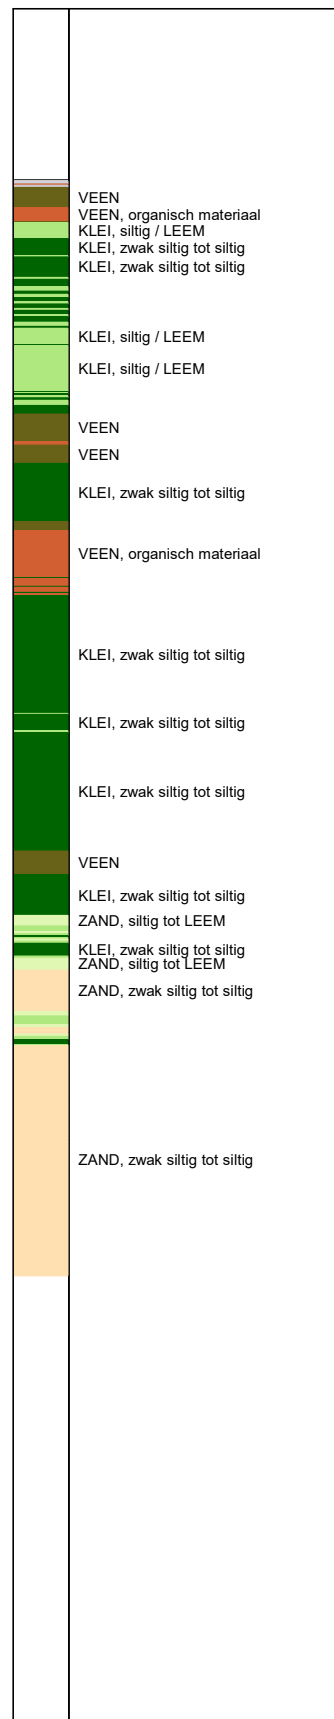 VEEN
VEEN, organisch materiaal
KLEI, siltig / LEEM
KLEI, zwak siltig tot siltig
KLEI, zwak siltig tot siltig
KLEI, siltig / LEEM
KLEI, siltig / LEEM
VEEN
VEEN
KLEI, zwak siltig tot siltig
VEEN, organisch materiaal
KLEI, zwak siltig tot siltig
KLEI, zwak siltig tot siltig
KLEI, zwak siltig tot siltig
VEEN
KLEI, zwak siltig tot siltig
ZAND, siltig tot LEEM
KLEI, zwak siltig tot siltig
ZAND, siltig tot LEEM
ZAND, zwak siltig tot siltig
ZAND, zwak siltig tot siltig